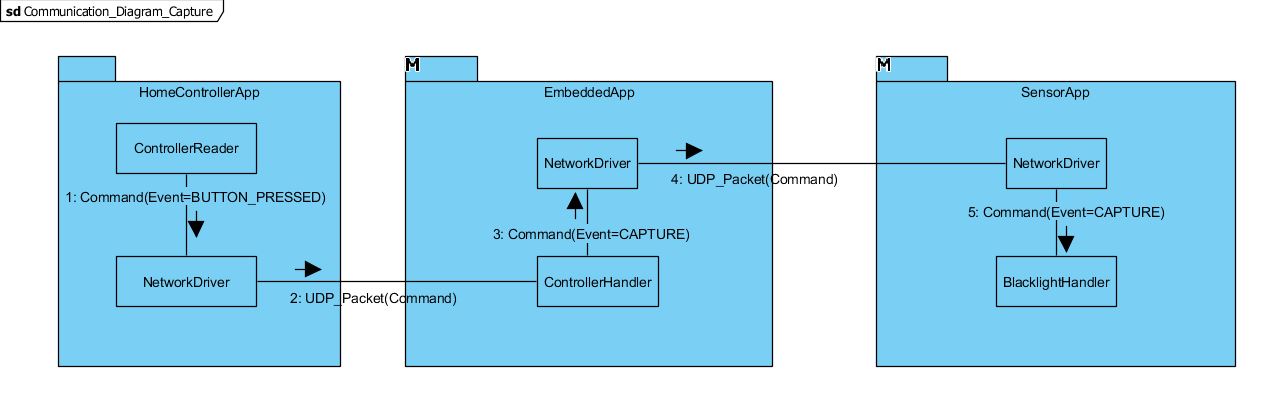 sd Communication_Diagram_Capture
HomeControllerApp
ControllerReader
1: Command(Event=BUTTON_PRESSED)
NetworkDriver
2: UDP_Packet(Command)
M
EmbeddedApp
NetworkDriver
3: Command(Event=CAPTURE)
ControllerHandler
4: UDP_Packet(Command)
M
SensorApp
NetworkDriver
5: Command(Event=CAPTURE)
BlacklightHandler